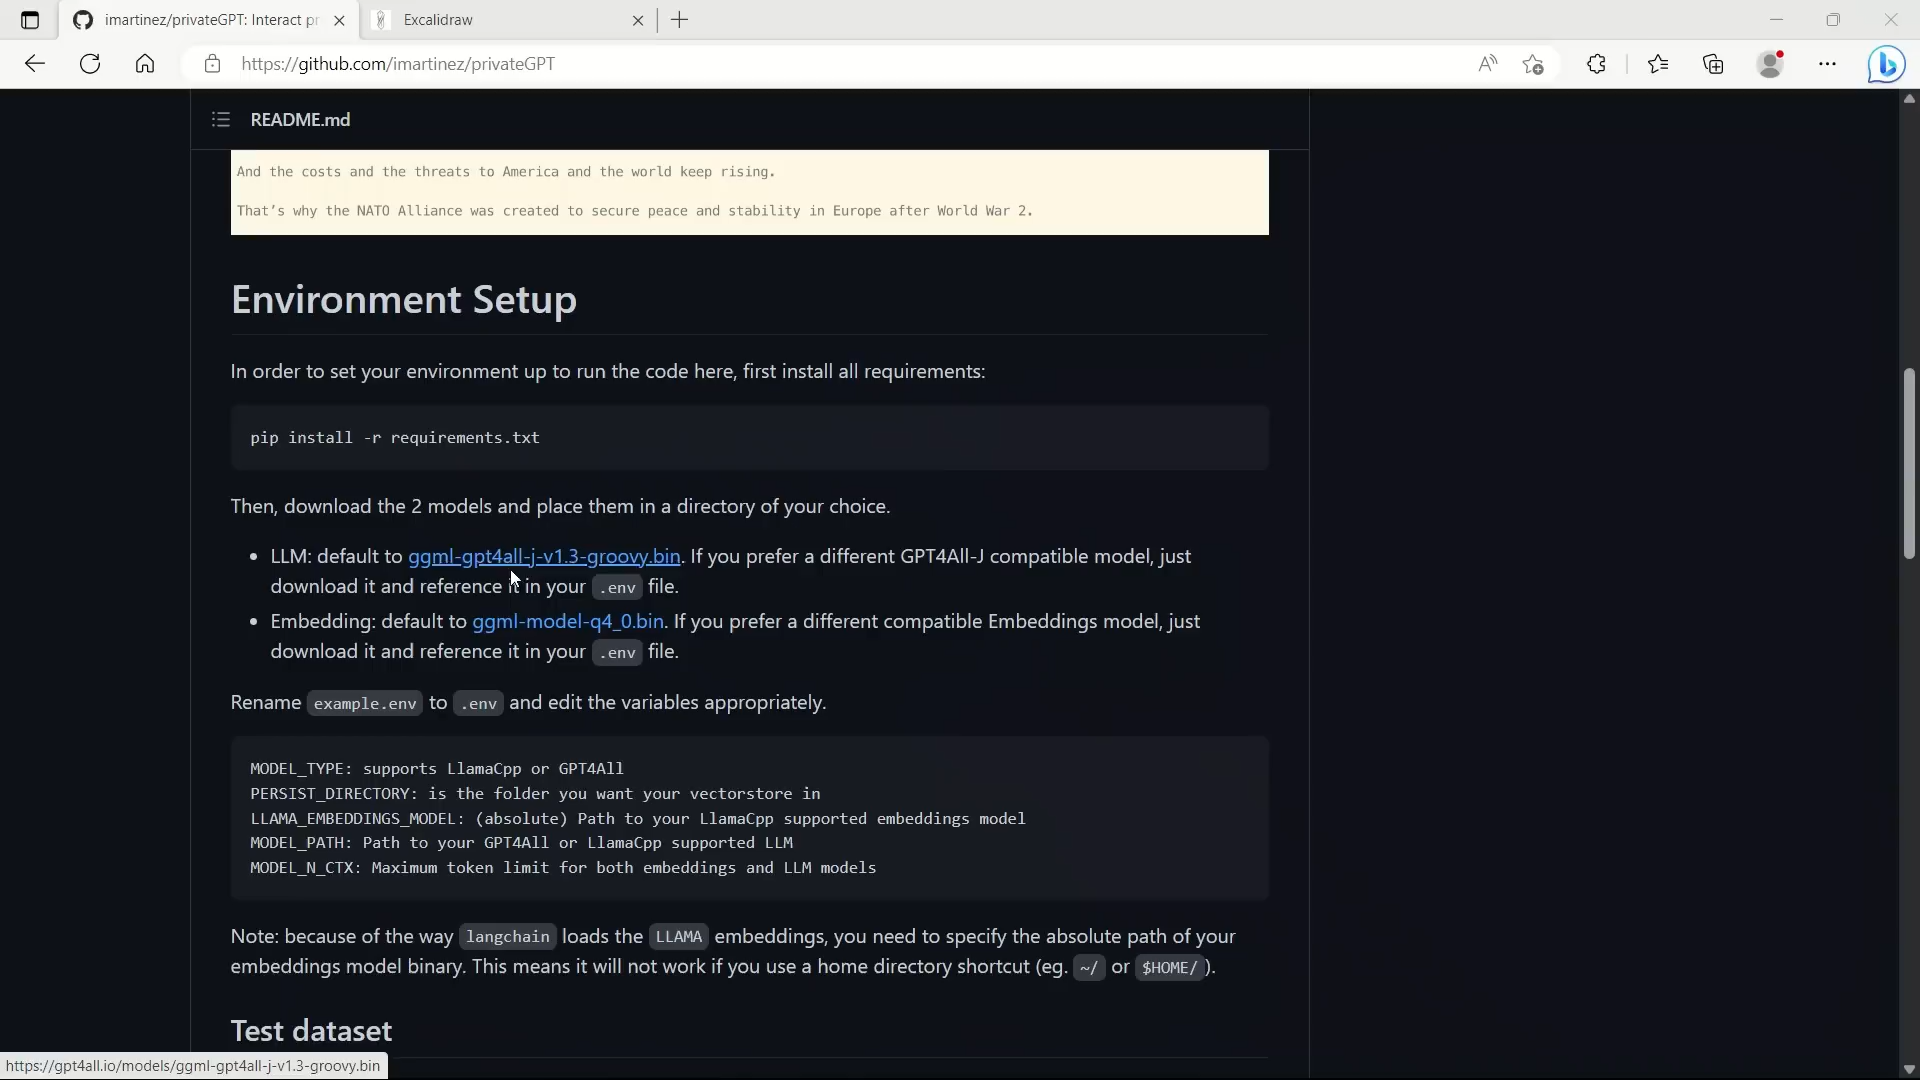 imartinez/privateGPT: Interact pr
Excalidraw
https://github.com/imartinez/privateGPT
README.md
And the costs and the threats to America and the world keep rising.
That’s why the NATO Alliance was created to secure peace and stability in Europe after World War 2.
Environment Setup
In order to set your environment up to run the code here, first install all requirements:
pip install -r requirements.txt
Then, download the 2 models and place them in a directory of your choice.
• LLM: default to ggml-gpt4all-j-v1.3-groovy.bin. If you prefer a different GPT4All-J compatible model, just
download it and reference it in your .env file.
• Embedding: default to ggml-model-q4_0.bin. If you prefer a different compatible Embeddings model, just
download it and reference it in your .env file.
Rename example.env to .env and edit the variables appropriately.
MODEL_TYPE: supports LlamaCpp or GPT4All
PERSIST_DIRECTORY: is the folder you want your vectorstore in
LLAMA_EMBEDDINGS_MODEL: (absolute) Path to your LlamaCpp supported embeddings model
MODEL_PATH: Path to your GPT4All or LlamaCpp supported LLM
MODEL_N_CTX: Maximum token limit for both embeddings and LLM models
Note: because of the way langchain loads the LLAMA embeddings, you need to specify the absolute path of your
embeddings model binary. This means it will not work if you use a home directory shortcut (eg. ~/ or $HOME/).
Test dataset
https://gpt4all.io/models/ggml-gpt4all-j-v1.3-groovy.bin